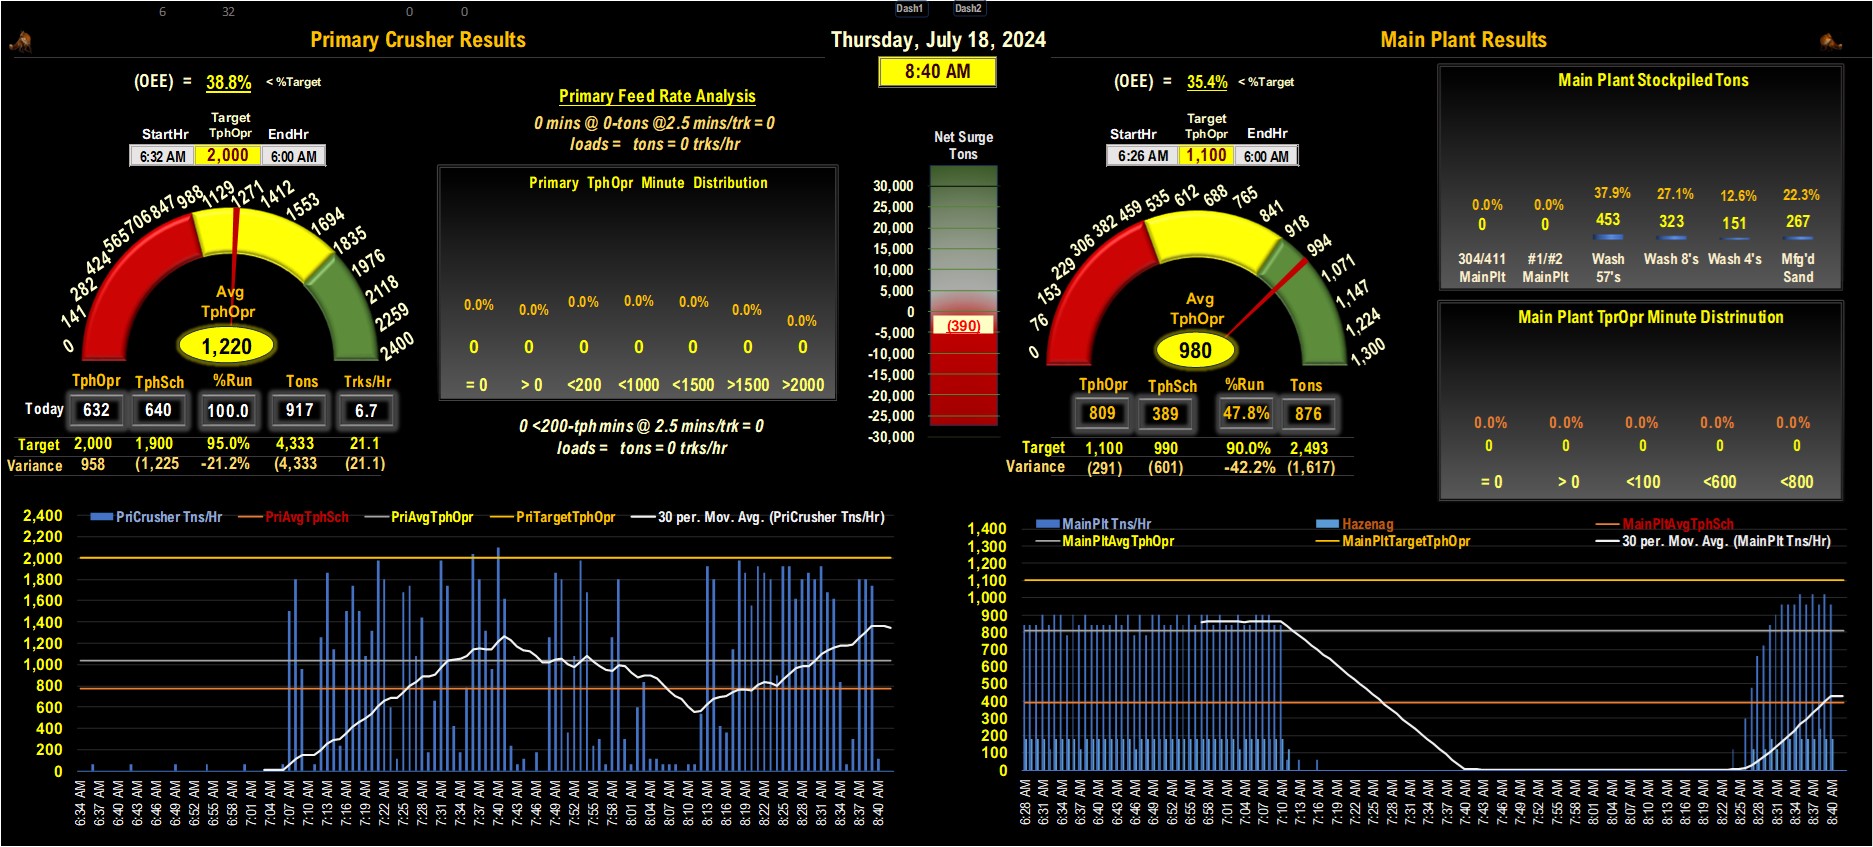 6 32 0 0 Dash1 Dash2
Primary Crusher Results
Thursday, July 18, 2024
Main Plant Results
8:40 AM
(OEE) = 38.8% < %Target
Target
StartHr TphOpr EndHr
6:32 AM 2,000 6:00 AM
0 141 282 424 565 706 847 988 1129 1271 1412 1553 1694 1835 1976 2118 2259 2400
Avg
TphOpr
1,220
TphOpr TphSch %Run Tons Trks/Hr
Today 632 640 100.0 917 6.7
Target 2,000 1,900 95.0% 4,333 21.1
Variance 958 (1,225 -21.2% (4,333 (21.1)
Primary Feed Rate Analysis
0 mins @ 0-tons @2.5 mins/trk = 0
loads = tons = 0 trks/hr
Primary TphOpr Minute Distribution
0.0% 0.0% 0.0% 0.0% 0.0% 0.0% 0.0%
0 0 0 0 0 0 0
= 0 > 0 <200 <1000 <1500 >1500 >2000
0 <200-tph mins @ 2.5 mins/trk = 0
loads = tons = 0 trks/hr
Net Surge
Tons
30,000
25,000
20,000
15,000
10,000
5,000
0
(390)
-5,000
-10,000
-15,000
-20,000
-25,000
-30,000
(OEE) = 35.4% < %Target
Target
StartHr TphOpr EndHr
6:26 AM 1,100 6:00 AM
0 76 153 229 306 382 459 535 612 688 765 841 918 994 1,071 1,147 1,224 1,300
Avg
TphOpr
980
TphOpr TphSch %Run Tons
809 389 47.8% 876
Target 1,100 990 90.0% 2,493
Variance (291) (601) -42.2% (1,617)
Main Plant Stockpiled Tons
0.0% 0.0% 37.9% 27.1% 12.6% 22.3%
0 0 453 323 151 267
304/411 #1/#2 Wash Wash 8's Wash 4's Mfg'd
MainPlt MainPlt 57's Sand
Main Plant TprOpr Minute Distrinution
0.0% 0.0% 0.0% 0.0% 0.0%
0 0 0 0 0
= 0 > 0 <100 <600 <800
PriCrusher Tns/Hr PriAvgTphSch PriAvgTphOpr PriTargetTphOpr 30 per. Mov. Avg. (PriCrusher Tns/Hr)
2,400
2,200
2,000
1,800
1,600
1,400
1,200
1,000
800
600
400
200
0
6:34 AM 6:37 AM 6:40 AM 6:43 AM 6:46 AM 6:49 AM 6:52 AM 6:55 AM 6:58 AM 7:01 AM 7:04 AM 7:07 AM 7:10 AM 7:13 AM 7:16 AM 7:19 AM 7:22 AM 7:25 AM 7:28 AM 7:31 AM 7:34 AM 7:37 AM 7:40 AM 7:43 AM 7:46 AM 7:49 AM 7:52 AM 7:55 AM 7:58 AM 8:01 AM 8:04 AM 8:07 AM 8:10 AM 8:13 AM 8:16 AM 8:19 AM 8:22 AM 8:25 AM 8:28 AM 8:31 AM 8:34 AM 8:37 AM 8:40 AM
MainPlt Tns/Hr Hazenag MainPltAvgTphSch
MainPltAvgTphOpr MainPltTargetTphOpr 30 per. Mov. Avg. (MainPlt Tns/Hr)
1,400
1,300
1,200
1,100
1,000
900
800
700
600
500
400
300
200
100
0
6:28 AM 6:31 AM 6:34 AM 6:37 AM 6:40 AM 6:43 AM 6:46 AM 6:49 AM 6:52 AM 6:55 AM 6:58 AM 7:01 AM 7:04 AM 7:07 AM 7:10 AM 7:13 AM 7:16 AM 7:19 AM 7:22 AM 7:25 AM 7:28 AM 7:31 AM 7:34 AM 7:37 AM 7:40 AM 7:43 AM 7:46 AM 7:49 AM 7:52 AM 7:55 AM 7:58 AM 8:01 AM 8:04 AM 8:07 AM 8:10 AM 8:13 AM 8:16 AM 8:19 AM 8:22 AM 8:25 AM 8:28 AM 8:31 AM 8:34 AM 8:37 AM 8:40 AM